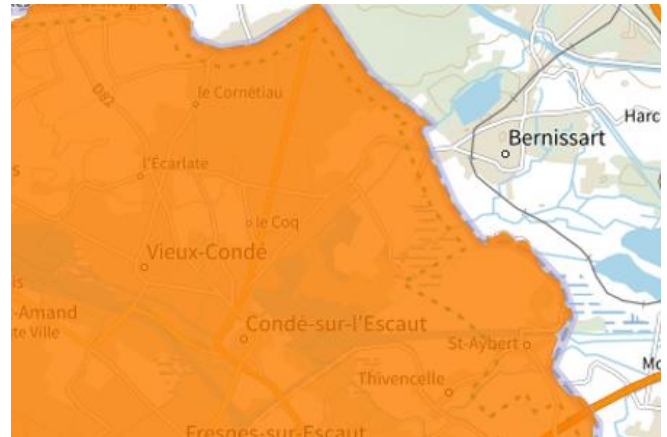 D82
le Cornétiau
Harc
Bernissart
l'Écarlate
le Coq
Vieux-Condé
-Amand
te Ville
Condé-sur-l'Escaut
St-Aybert
Mo
Thivencelle
Fresnes-sur-Escaut